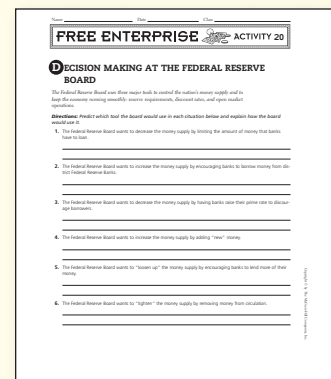 Name Date Class
FREE ENTERPRISE ACTIVITY 20
DECISION MAKING AT THE FEDERAL RESERVE
BOARD
The Federal Reserve Board uses three major tools to control the nation's money supply and to
keep the economy running smoothly: reserve requirements, discount rates, and open market
operations.
Directions: Predict which tool the board would use in each situation below and explain how the board
would use it.
1. The Federal Reserve Board wants to decrease the money supply by limiting the amount of money that banks
have to loan.
2. The Federal Reserve Board wants to increase the money supply by encouraging banks to borrow money from dis-
trict Federal Reserve Banks.
3. The Federal Reserve Board wants to decrease the money supply by having banks raise their prime rate to discour-
age borrowers.
4. The Federal Reserve Board wants to increase the money supply by adding "new" money.
5. The Federal Reserve Board wants to "loosen up" the money supply by encouraging banks to lend more of their
money.
6. The Federal Reserve Board wants to "tighten" the money supply by removing money from circulation.
Copyright © by The McGraw-Hill Companies, Inc.